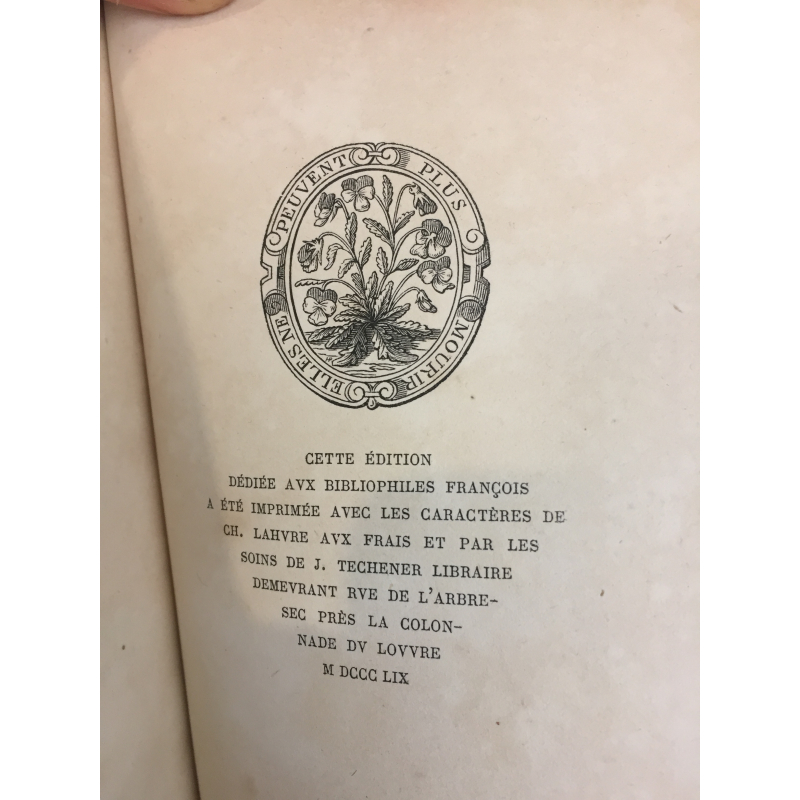 ELLES NE PEUVENT PLUS MOURIR
CETTE ÉDITION
DÉDIÉE AVX BIBLIOPHILES FRANÇOIS
A ÉTÉ IMPRIMÉE AVEC LES CARACTÈRES DE
CH. LAHVRE AVX FRAIS ET PAR LES
SOINS DE J. TECHENER LIBRAIRE
DEMEVRANT RVE DE L'ARBRE-
SEC PRÈS LA COLON-
NADE DV LOVVRE
M DCCC LIX